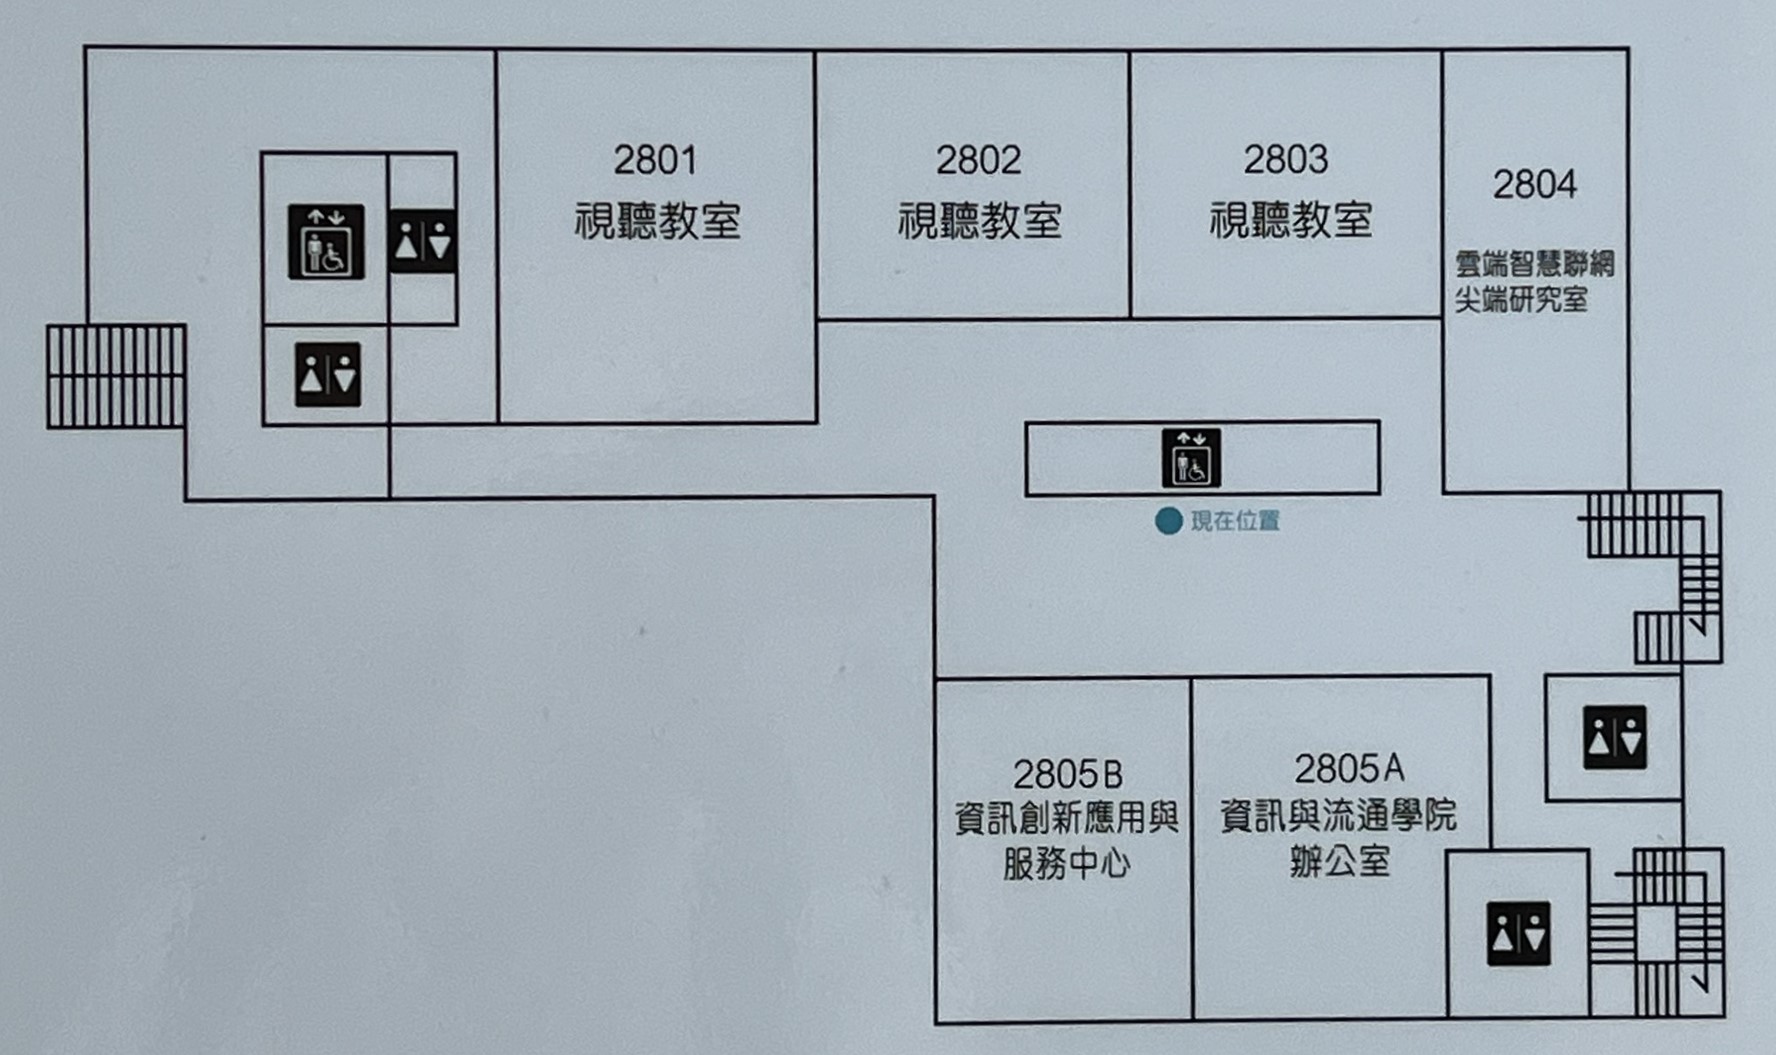 2801
視聽教室
2802
視聽教室
2803
視聽教室
2804
雲端智慧聯網
尖端研究室
現在位置
2805B
資訊創新應用與
服務中心
2805A
資訊與流通學院
辦公室